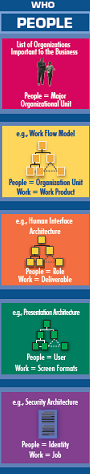 WHO
PEOPLE
List of Organizations
Important to the Business
People = Major
Organizational Unit
e.g., Work Flow Model
People = Organization Unit
Work = Work Product
e.g., Human Interface
Architecture
People = Role
Work = Deliverable
e.g., Presentation Architecture
People = User
Work = Screen Formats
e.g., Security Architecture
People = Identity
Work = Job